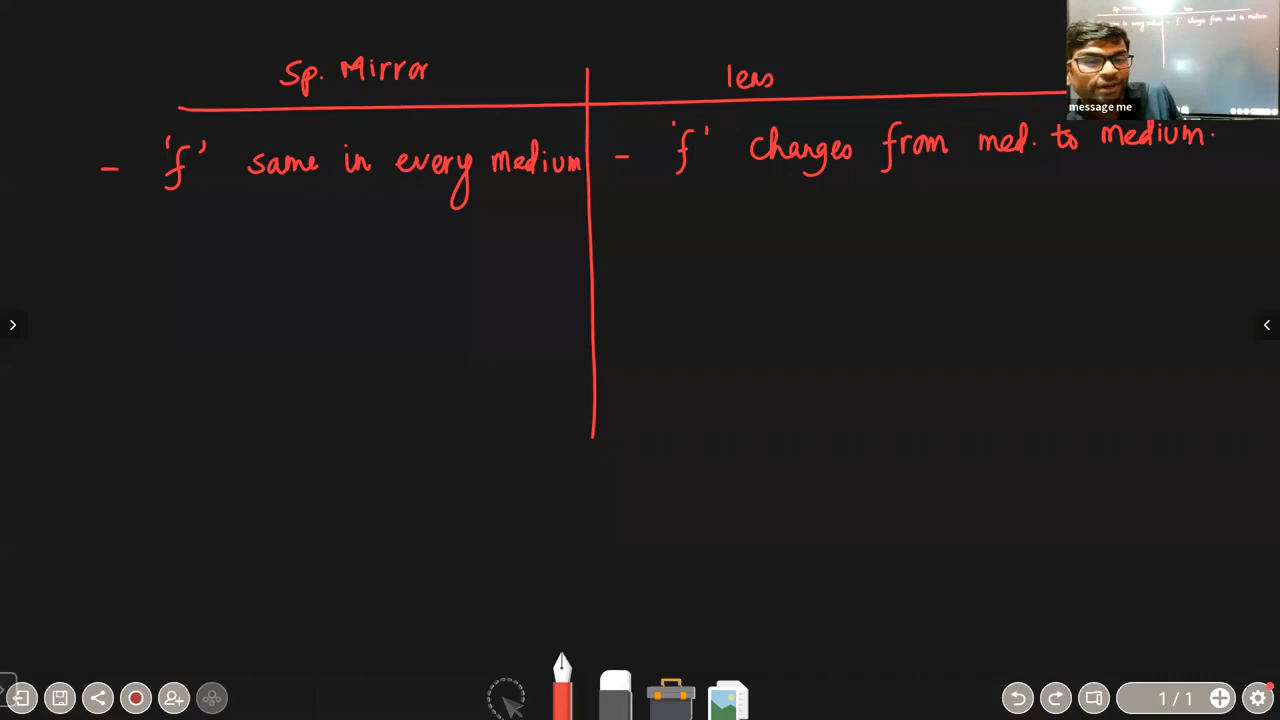 Sp. Mirror
lens
- 'f' same in every medium
- 'f' changes from med. to medium.
message me
1/1